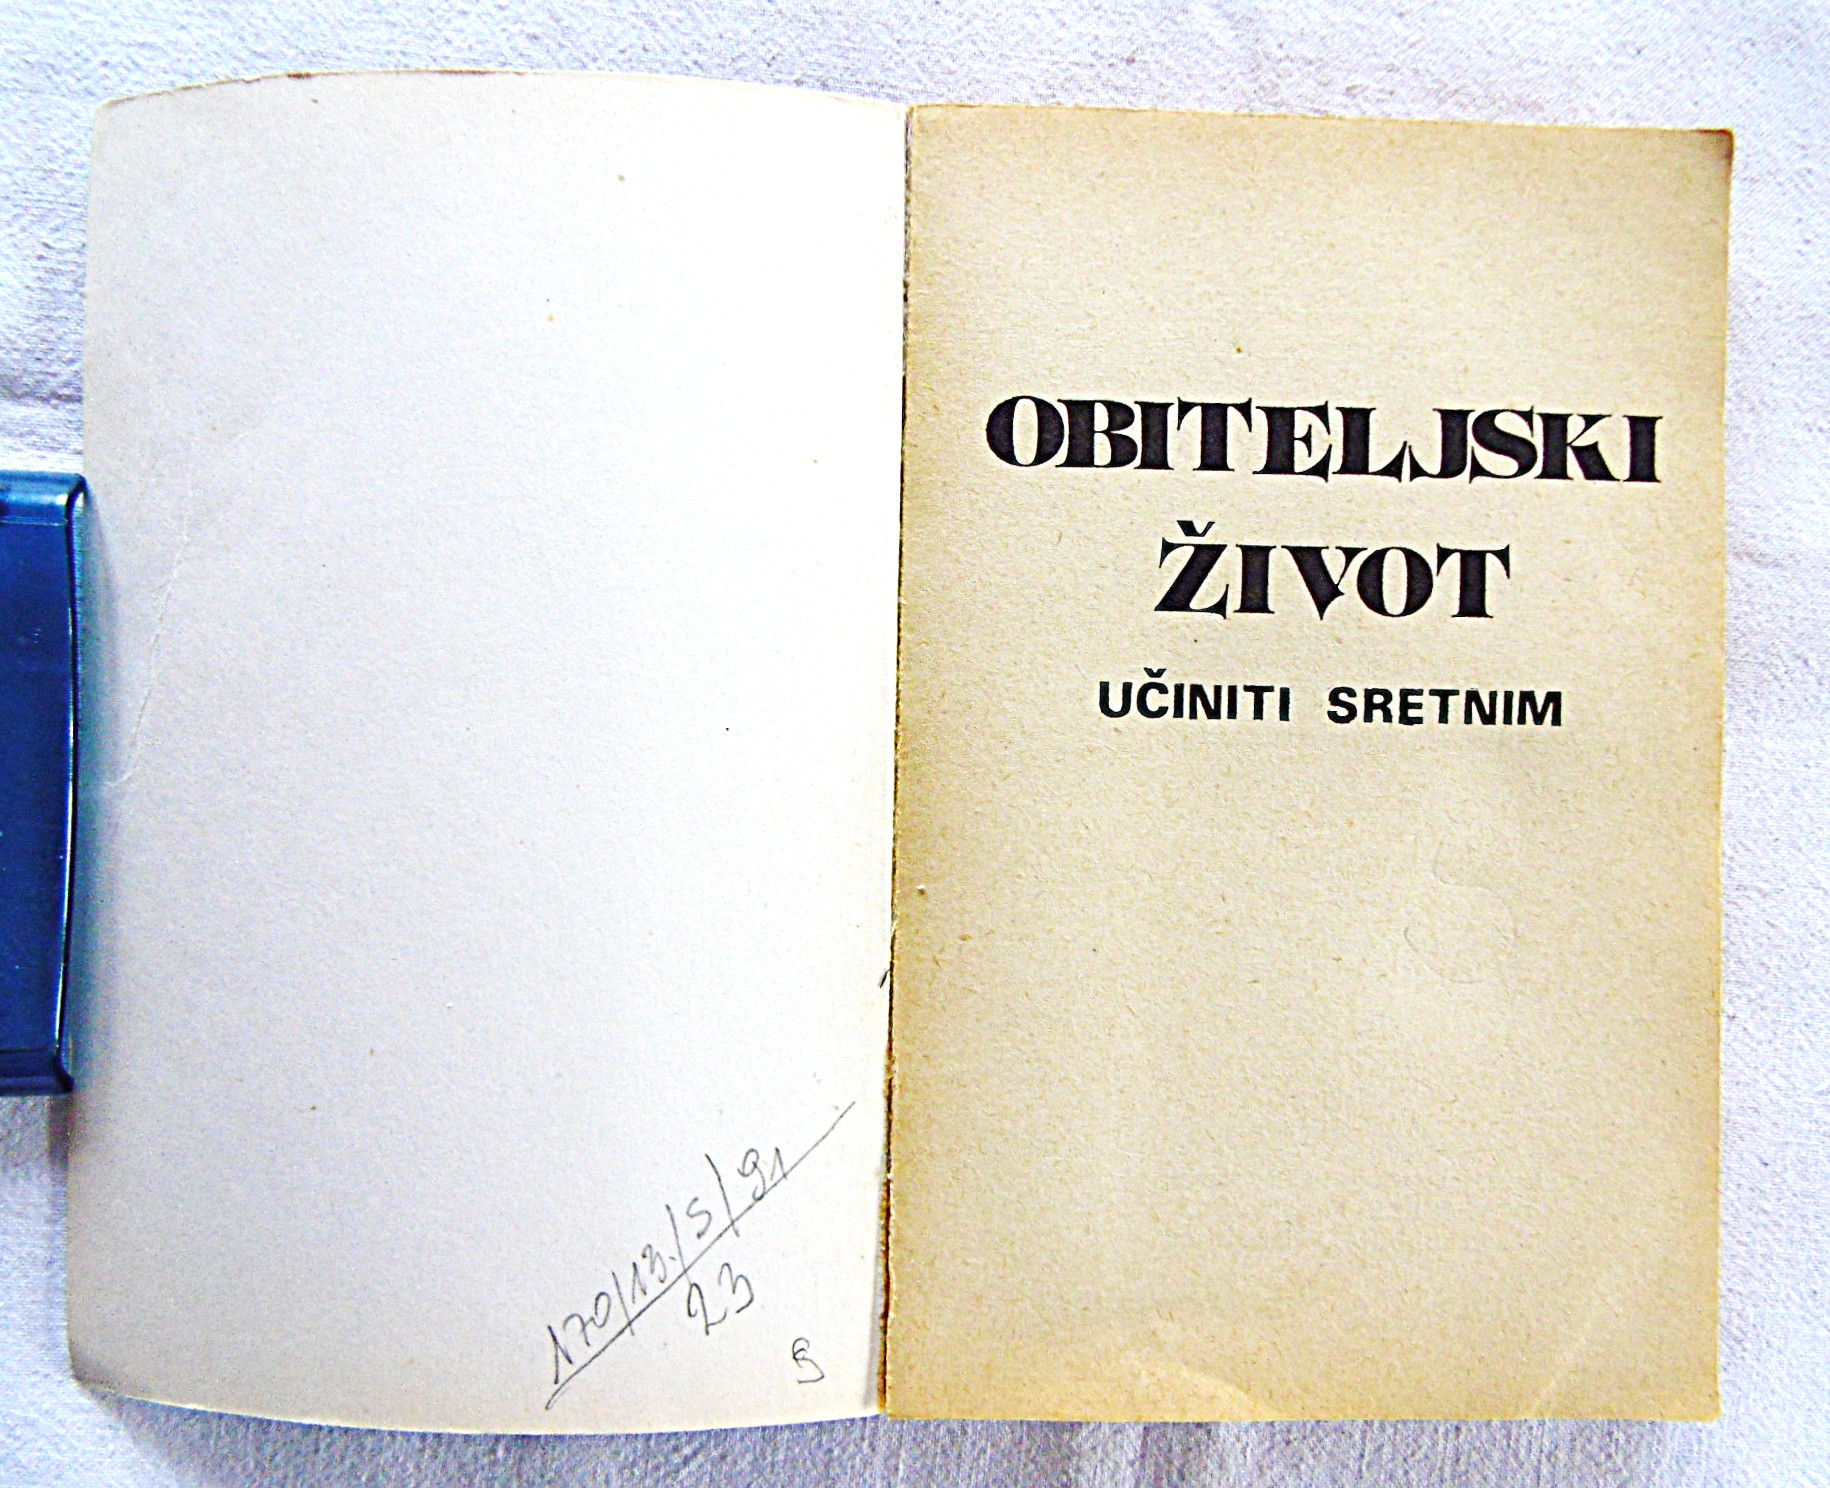 170/13./5/91
23
OBITELJSKI
ŽIVOT
UČINITI SRETNIM